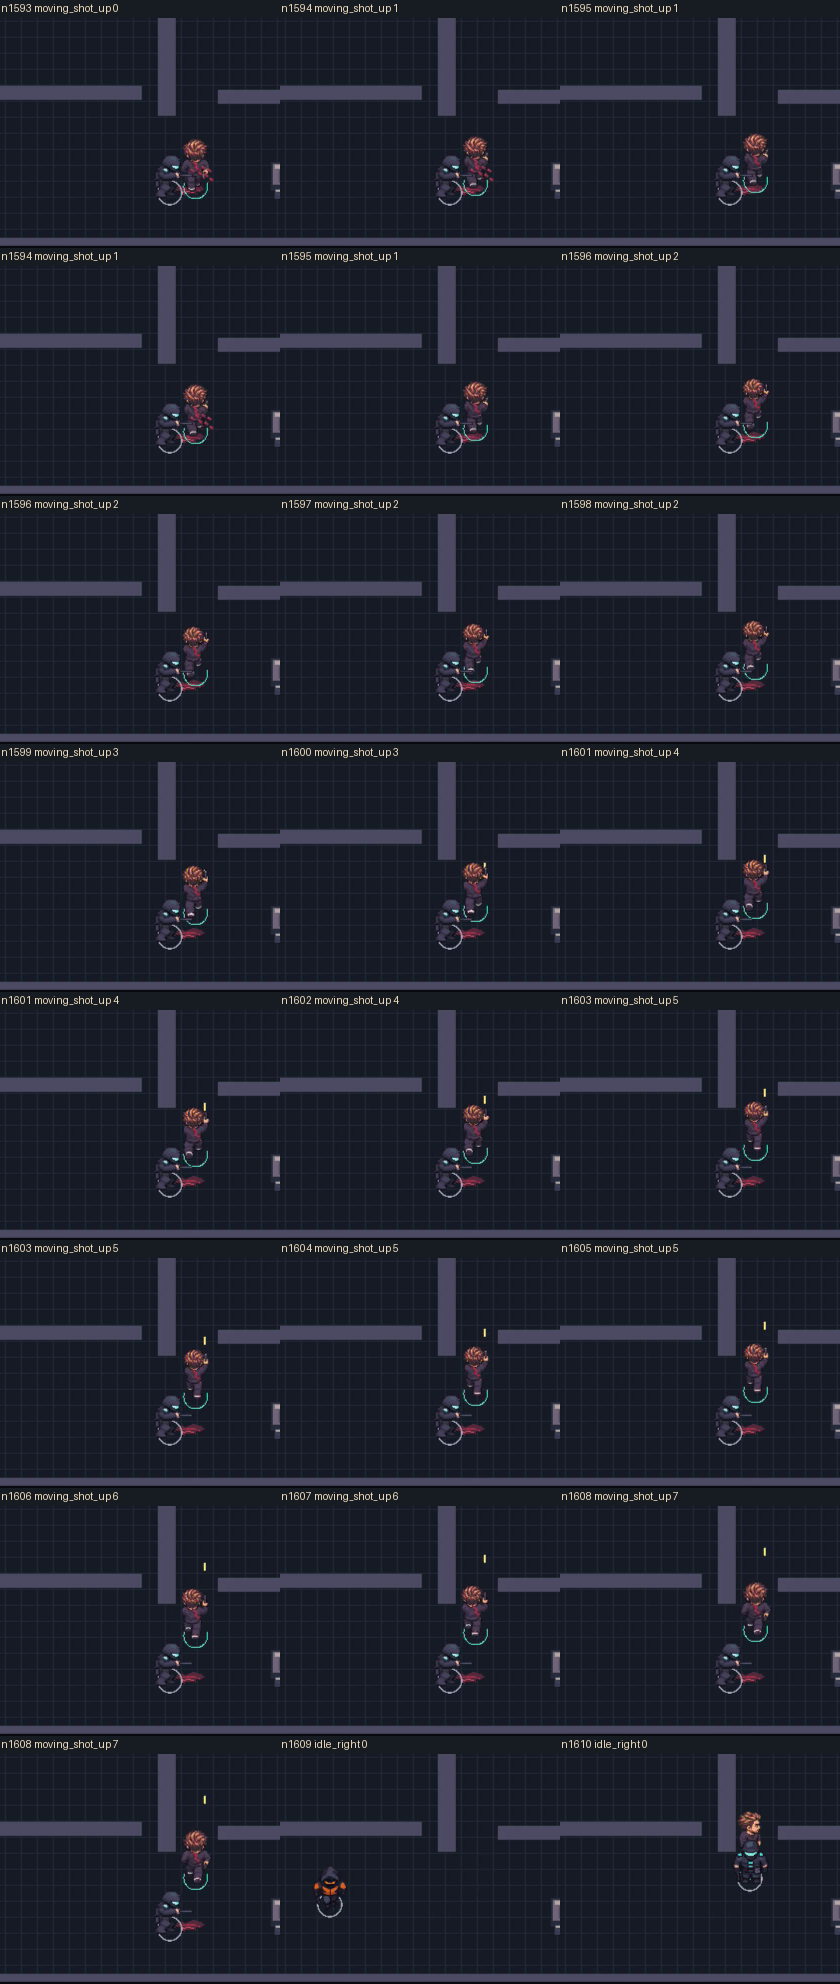 n1593 moving_shot_up 0
n1594 moving_shot_up 1
n1595 moving_shot_up 1
n1594 moving_shot_up 1
n1595 moving_shot_up 1
n1596 moving_shot_up 2
n1596 moving_shot_up 2
n1597 moving_shot_up 2
n1598 moving_shot_up 2
n1599 moving_shot_up 3
n1600 moving_shot_up 3
n1601 moving_shot_up 4
n1601 moving_shot_up 4
n1602 moving_shot_up 4
n1603 moving_shot_up 5
n1603 moving_shot_up 5
n1604 moving_shot_up 5
n1605 moving_shot_up 5
n1606 moving_shot_up 6
n1607 moving_shot_up 6
n1608 moving_shot_up 7
n1608 moving_shot_up 7
n1609 idle_right 0
n1610 idle_right 0